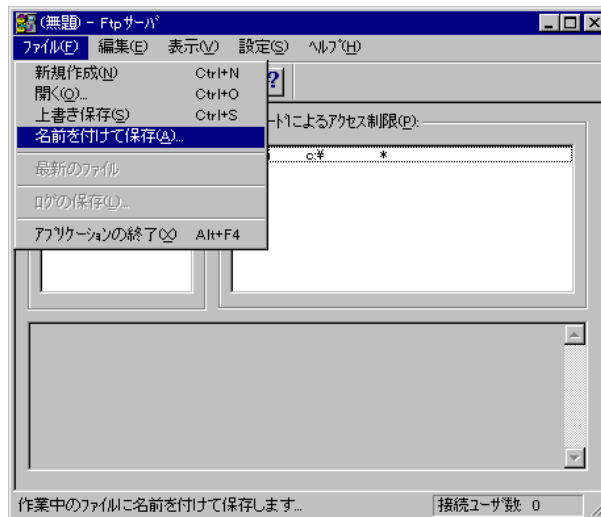 (無題) - Ftpサーバ
ファイル(F) 編集(E) 表示(V) 設定(S) ヘルプ(H)
新規作成(N) Ctrl+N
開く(O)... Ctrl+O
上書き保存(S) Ctrl+S
名前を付けて保存(A)...
最新のファイル
ログの保存(L)...
アプリケーションの終了(X) Alt+F4
?
ードによるアクセス制限(P):
c:¥ *
作業中のファイルに名前を付けて保存します...
接続ユーザ数: 0